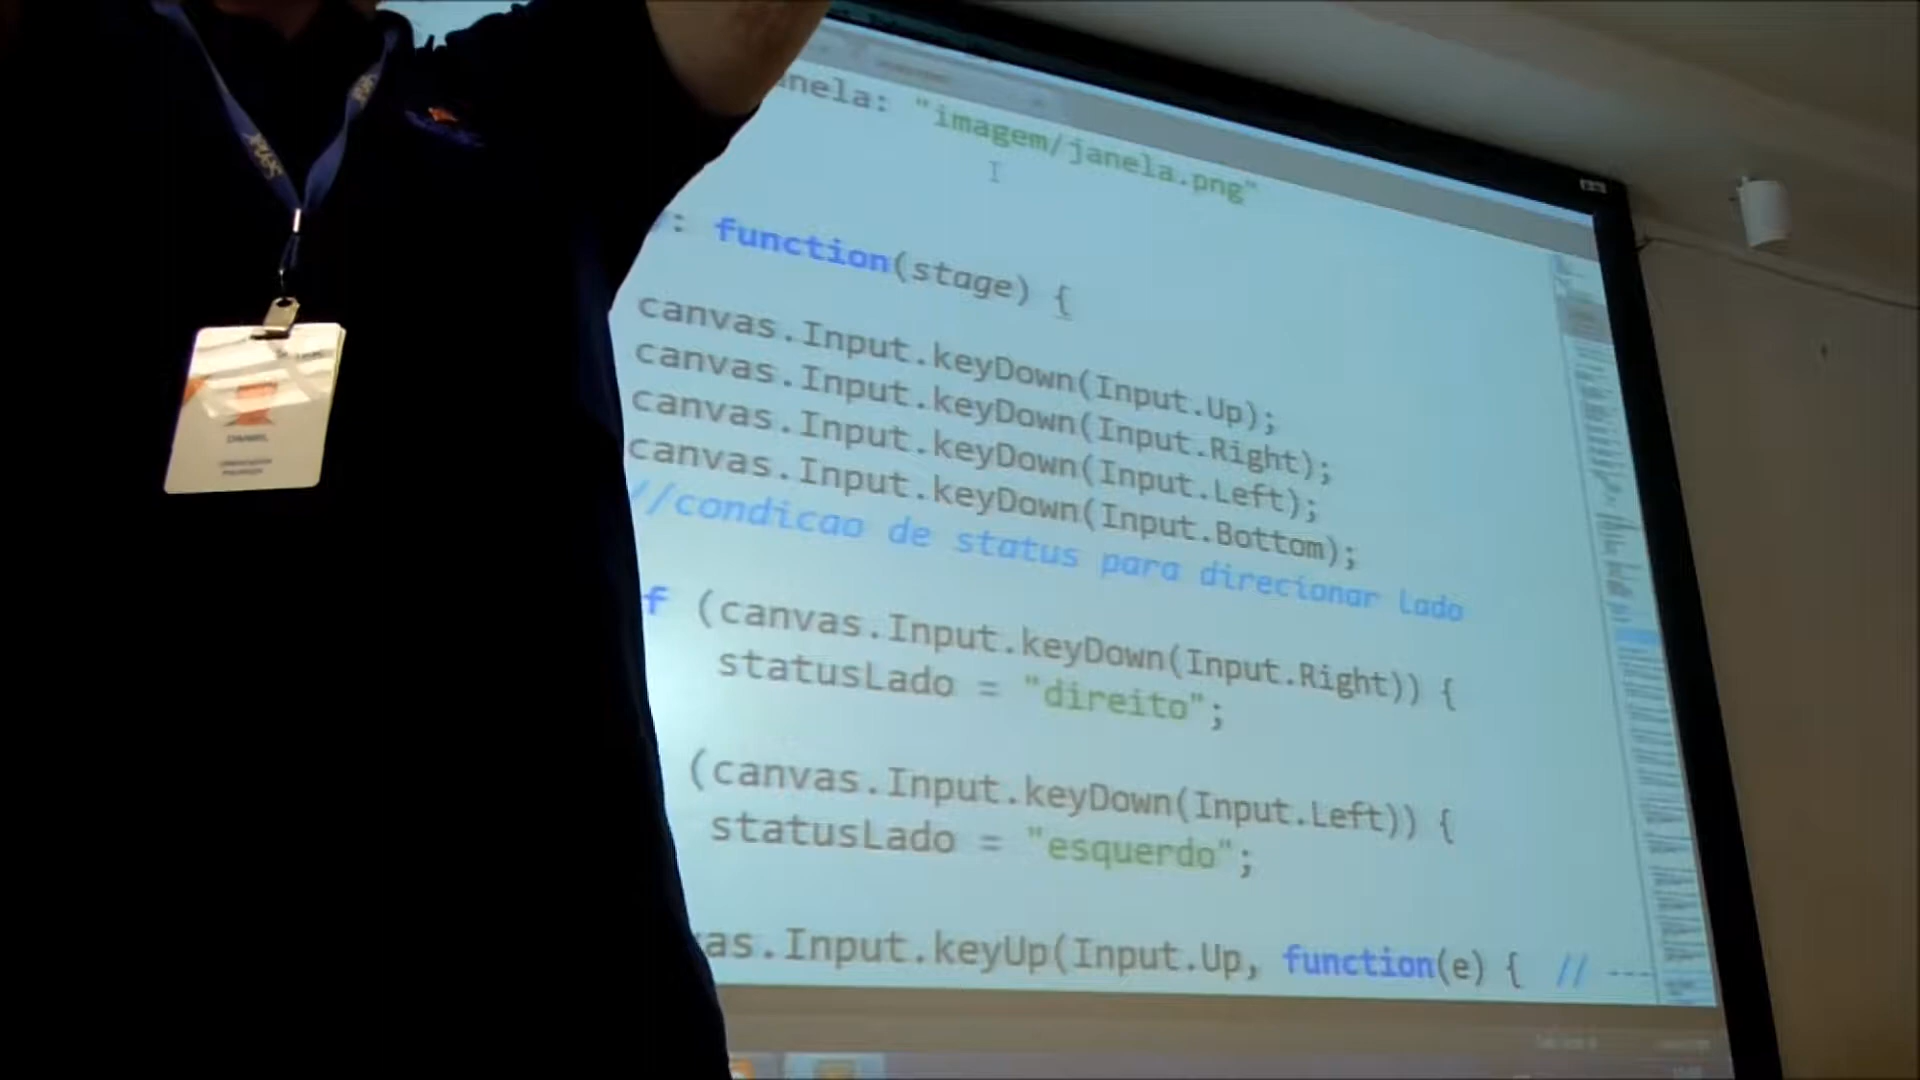 nela: "imagem/janela.png"
: function(stage) {
canvas.Input.keyDown(Input.Up);
canvas.Input.keyDown(Input.Right);
canvas.Input.keyDown(Input.Left);
canvas.Input.keyDown(Input.Bottom);
//condicao de status para direcionar lado
f (canvas.Input.keyDown(Input.Right)) {
statusLado = "direito";
(canvas.Input.keyDown(Input.Left)) {
statusLado = "esquerdo";
as.Input.keyUp(Input.Up, function(e) { // ---
DANIEL